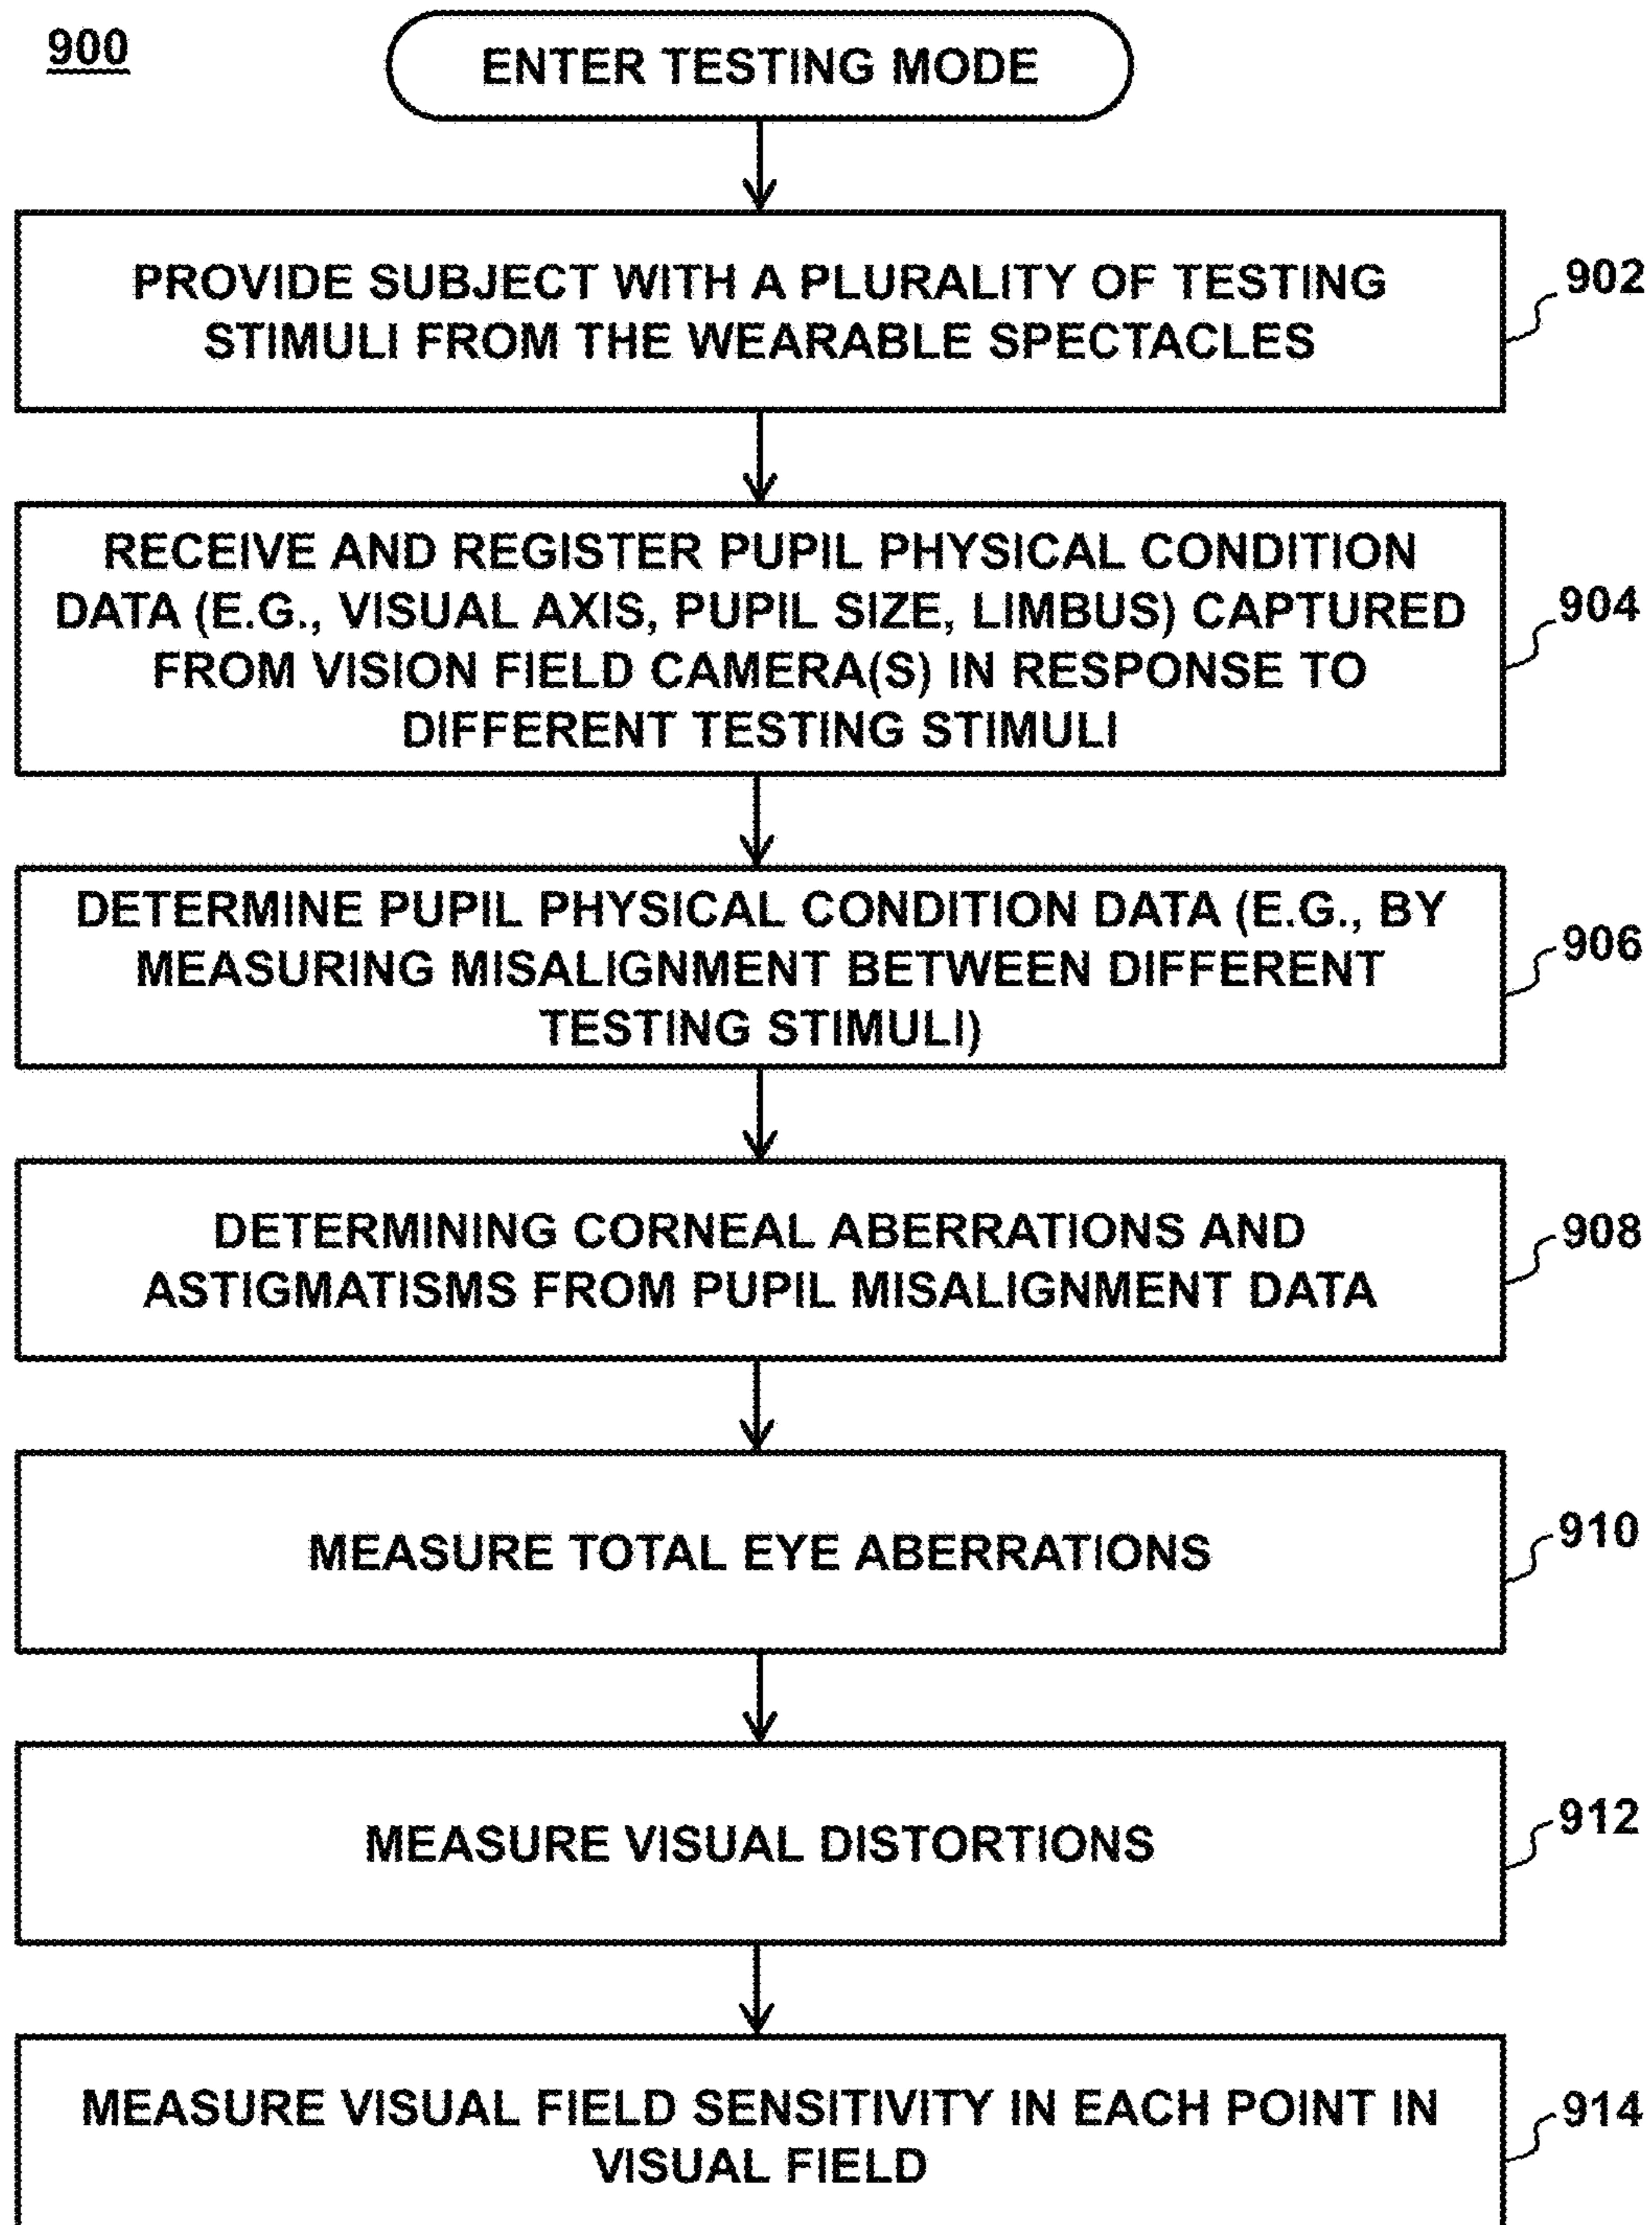 900
ENTER TESTING MODE
PROVIDE SUBJECT WITH A PLURALITY OF TESTING
STIMULI FROM THE WEARABLE SPECTACLES
902
RECEIVE AND REGISTER PUPIL PHYSICAL CONDITION
DATA (E.G., VISUAL AXIS, PUPIL SIZE, LIMBUS) CAPTURED
FROM VISION FIELD CAMERA(S) IN RESPONSE TO
DIFFERENT TESTING STIMULI
904
DETERMINE PUPIL PHYSICAL CONDITION DATA (E.G., BY
MEASURING MISALIGNMENT BETWEEN DIFFERENT
TESTING STIMULI)
906
DETERMINING CORNEAL ABERRATIONS AND
ASTIGMATISMS FROM PUPIL MISALIGNMENT DATA
908
MEASURE TOTAL EYE ABERRATIONS
910
MEASURE VISUAL DISTORTIONS
912
MEASURE VISUAL FIELD SENSITIVITY IN EACH POINT IN
VISUAL FIELD
914